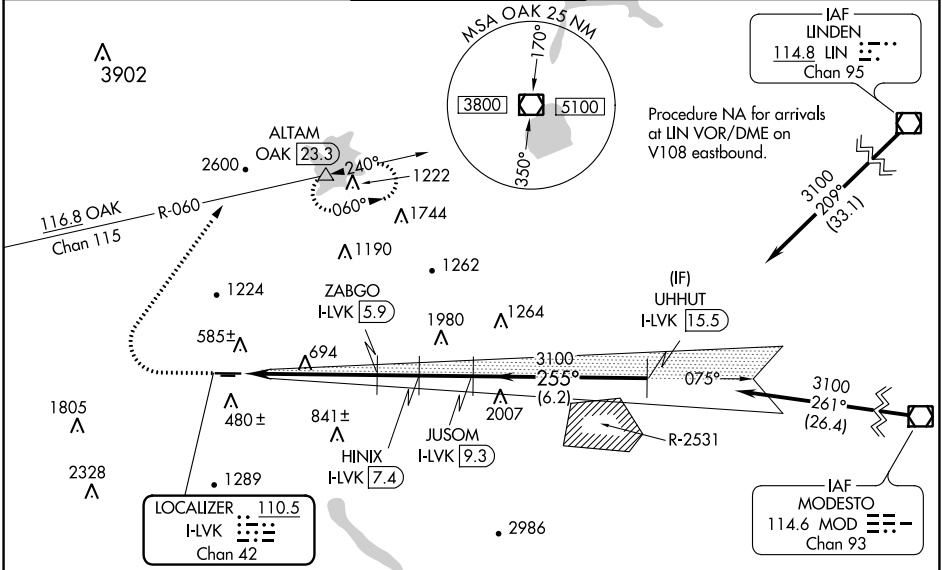 MSA OAK 25 NM
170°
3800
5100
350°
IAF
LINDEN
114.8 LIN
Chan 95
Procedure NA for arrivals
at LIN VOR/DME on
V108 eastbound.
3100
209°
(33.1)
3902
ALTAM
OAK 23.3
2600
240°
1222
060°
116.8 OAK
R-060
Chan 115
1744
1190
1262
1224
ZABGO
I-LVK 5.9
1980
1264
(IF)
UHHUT
I-LVK 15.5
585±
694
3100
255°
(6.2)
075°
3100
261°
(26.4)
1805
480±
841±
2007
R-2531
HINIX
I-LVK 7.4
JUSOM
I-LVK 9.3
2328
1289
LOCALIZER 110.5
I-LVK
Chan 42
2986
IAF
MODESTO
114.6 MOD
Chan 93